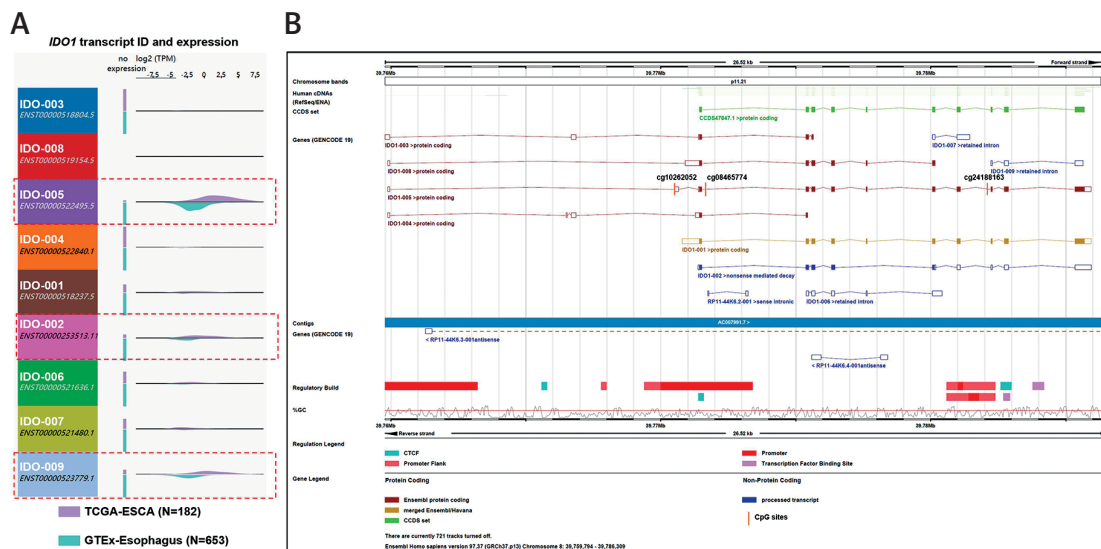 A
IDO1 transcript ID and expression
no expression
log2 (TPM)
-7,5 -5 -2,5 0 2,5 5 7,5
IDO-003
ENST00000518804.5
IDO-008
ENST00000519154.5
IDO-005
ENST00000522495.5
IDO-004
ENST00000522840.1
IDO-001
ENST00000518237.5
IDO-002
ENST00000253513.11
IDO-006
ENST00000521636.1
IDO-007
ENST00000521480.1
IDO-009
ENST00000523779.1
TCGA-ESCA (N=182)
GTEx-Esophagus (N=653)
B
26.52 kb
Forward strand
39.76Mb 39.77Mb 39.78Mb
Chromosome bands
p11.21
Human cDNAs
(RefSeq/ENA)
CCDS set
CCDS47847.1 >protein coding
Genes (GENCODE 19)
IDO1-003 >protein coding
IDO1-007 >retained intron
IDO1-008 >protein coding
IDO1-009 >retained intron
cg10262052 cg08465774 cg24188163
IDO1-005 >protein coding
IDO1-004 >protein coding
IDO1-001 >protein coding
IDO1-002 >nonsense mediated decay
RP11-44K6.2-001 >sense intronic
IDO1-006 >retained intron
Contigs
AC007991.7 >
Genes (GENCODE 19)
< RP11-44K6.3-001antisense
< RP11-44K6.4-001antisense
Regulatory Build
%GC
39.76Mb 39.77Mb 39.78Mb
Reverse strand
26.52 kb
Regulation Legend
CTCF
Promoter Flank
Promoter
Transcription Factor Binding Site
Gene Legend
Protein Coding
Non-Protein Coding
Ensembl protein coding
merged Ensembl/Havana
CCDS set
processed transcript
CpG sites
There are currently 721 tracks turned off.
Ensembl Homo sapiens version 97.37 (GRCh37.p13) Chromosome 8: 39,759,794 - 39,786,309